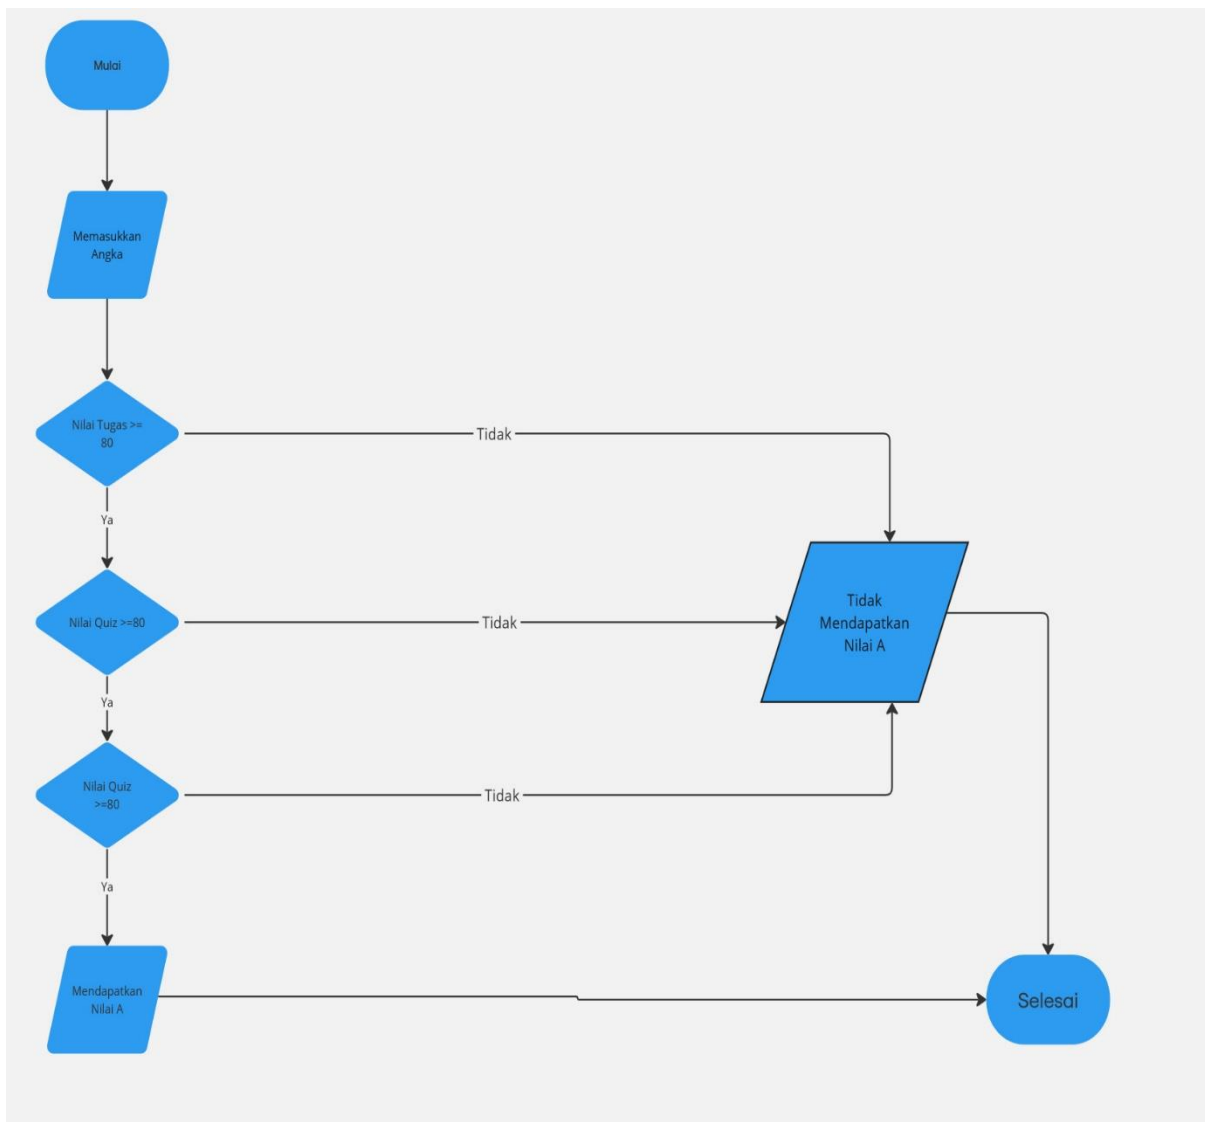 Mulai
Memasukkan
Angka
Nilai Tugas >=
80
Tidak
Ya
Nilai Quiz >=80
Tidak
Tidak
Mendapatkan
Nilai A
Ya
Nilai Quiz
>=80
Tidak
Ya
Mendapatkan
Nilai A
Selesai